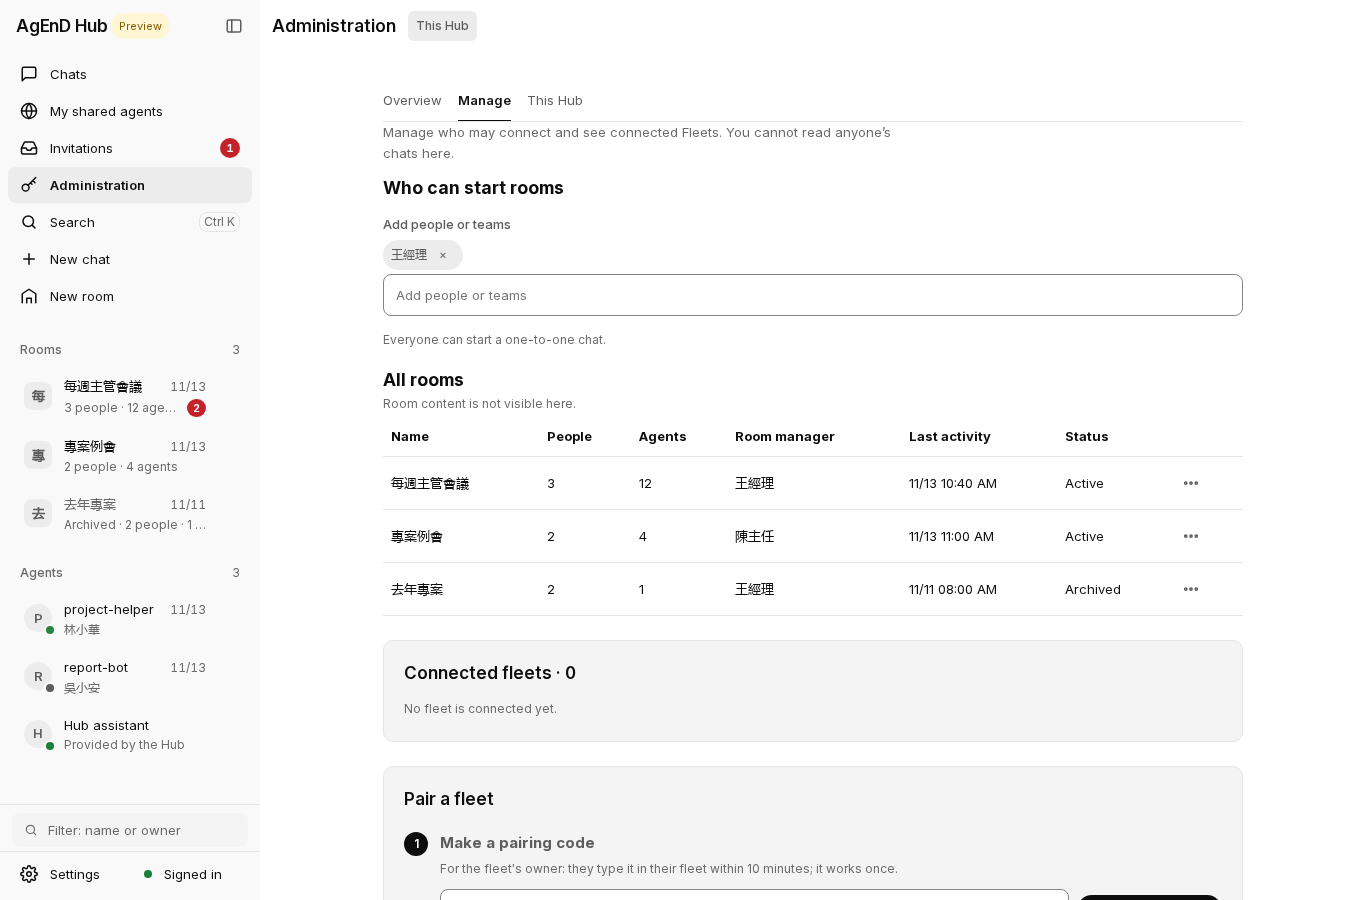 AgEnD Hub Preview
Chats
My shared agents
Invitations 1
Administration
Search Ctrl K
New chat
New room
Rooms 3
每 每週主管會議 11/13
3 people · 12 age… 2
專 專案例會 11/13
2 people · 4 agents
去 去年專案 11/11
Archived · 2 people · 1 …
Agents 3
P project-helper 11/13
林小華
R report-bot 11/13
吳小安
H Hub assistant
Provided by the Hub
Filter: name or owner
Settings Signed in
Administration This Hub
Overview Manage This Hub
Manage who may connect and see connected Fleets. You cannot read anyone’s
chats here.
Who can start rooms
Add people or teams
王經理 ×
Add people or teams
Everyone can start a one-to-one chat.
All rooms
Room content is not visible here.
Name People Agents Room manager Last activity Status
每週主管會議 3 12 王經理 11/13 10:40 AM Active
專案例會 2 4 陳主任 11/13 11:00 AM Active
去年專案 2 1 王經理 11/11 08:00 AM Archived
Connected fleets · 0
No fleet is connected yet.
Pair a fleet
1 Make a pairing code
For the fleet's owner: they type it in their fleet within 10 minutes; it works once.